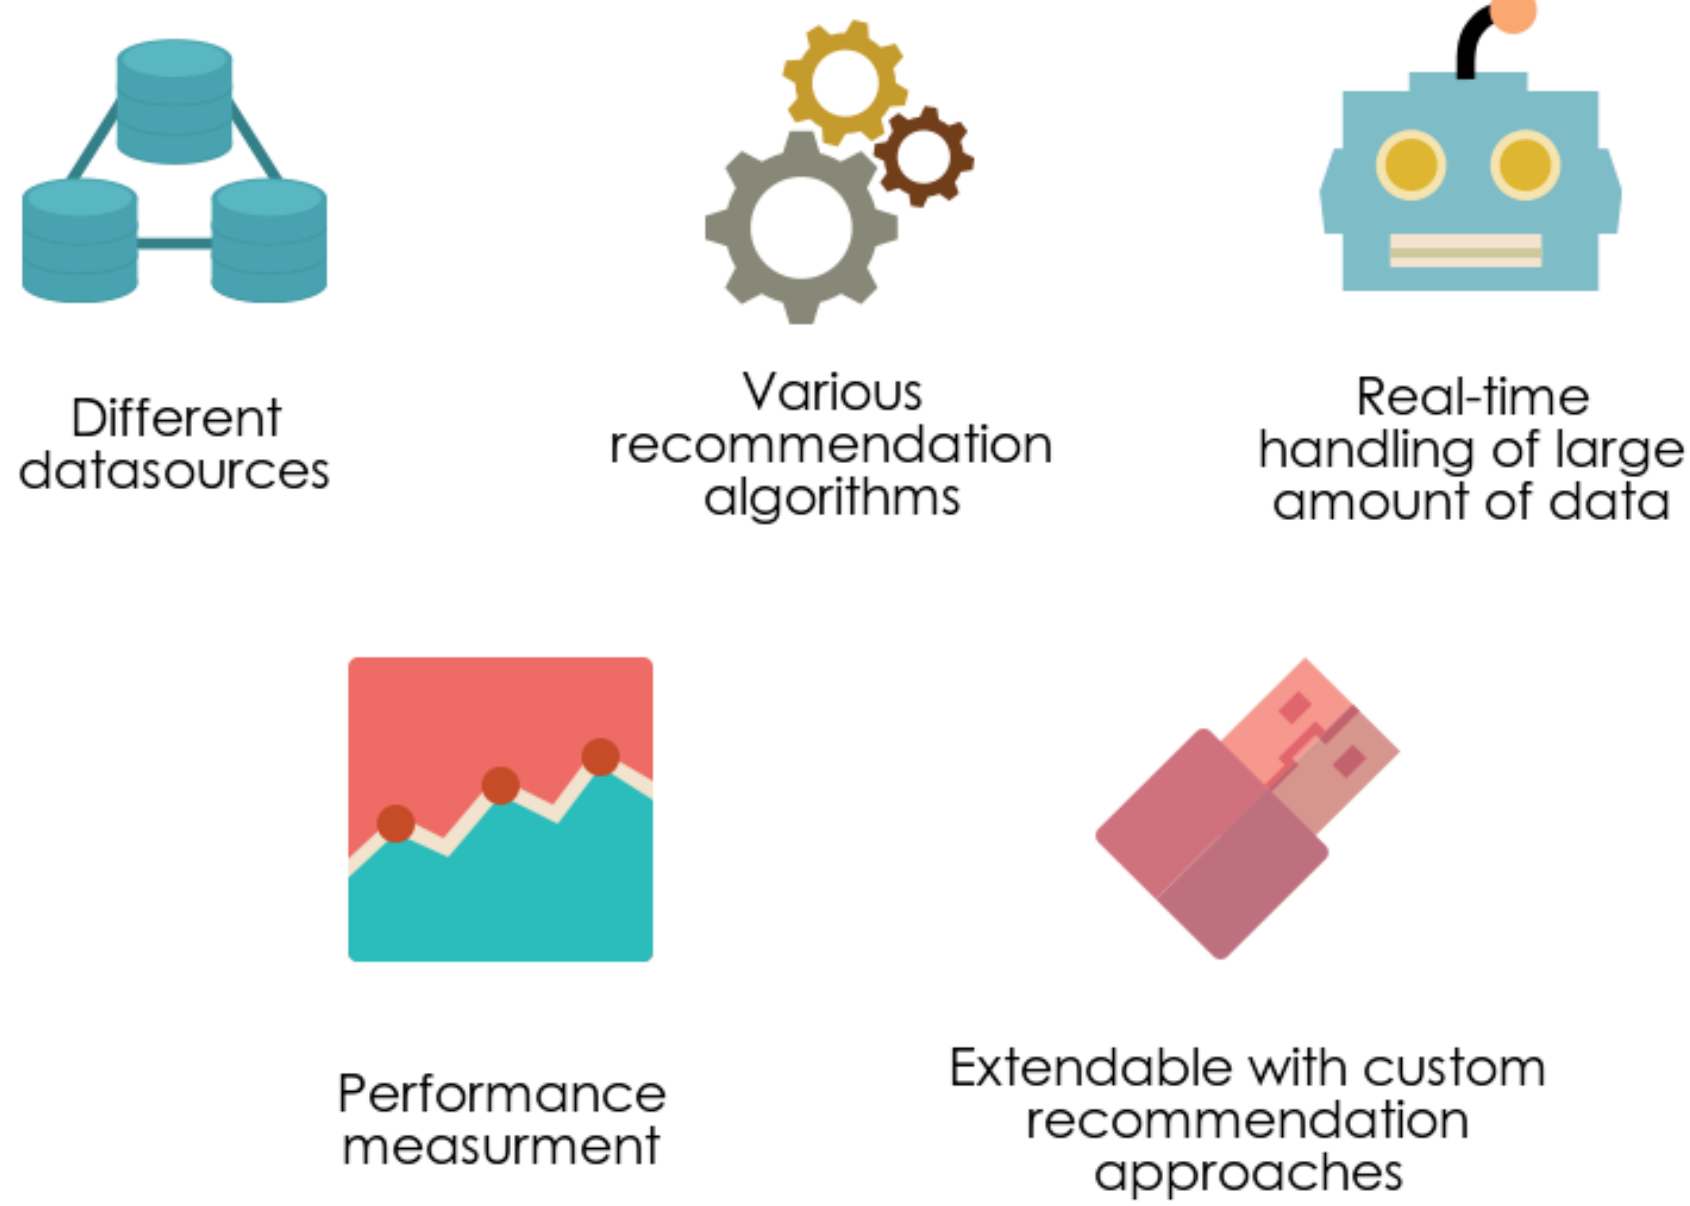 Different
datasources
Various
recommendation
algorithms
Real-time
handling of large
amount of data
Performance
measurment
Extendable with custom
recommendation
approaches